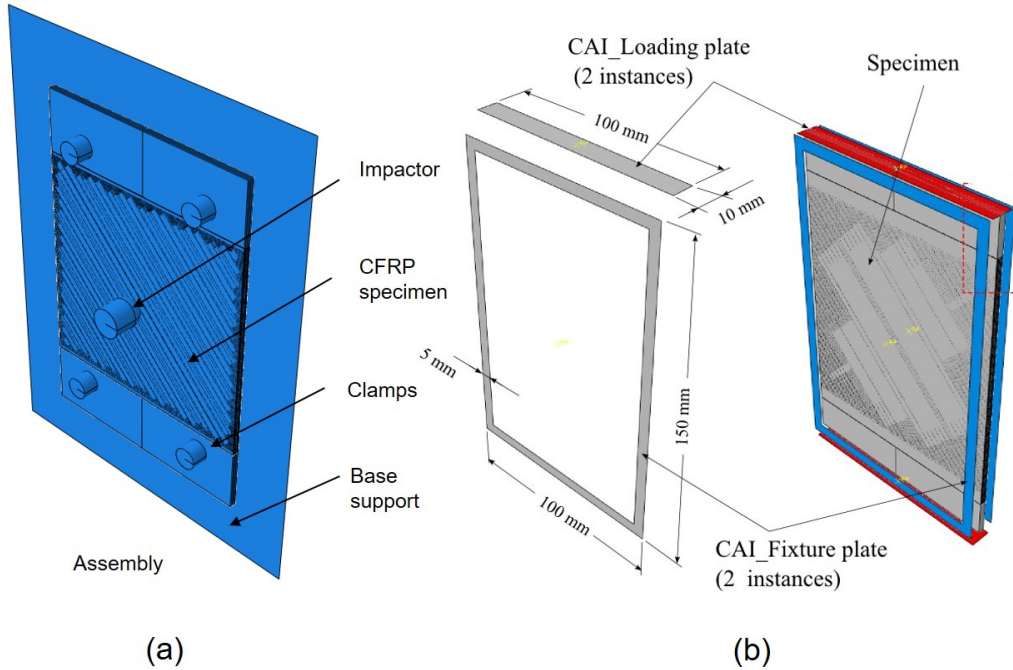 Impactor
CFRP
specimen
Clamps
Base
support
Assembly
(a)
CAI_Loading plate
(2 instances)
Specimen
100 mm
10 mm
5 mm
150 mm
100 mm
CAI_Fixture plate
(2 instances)
(b)